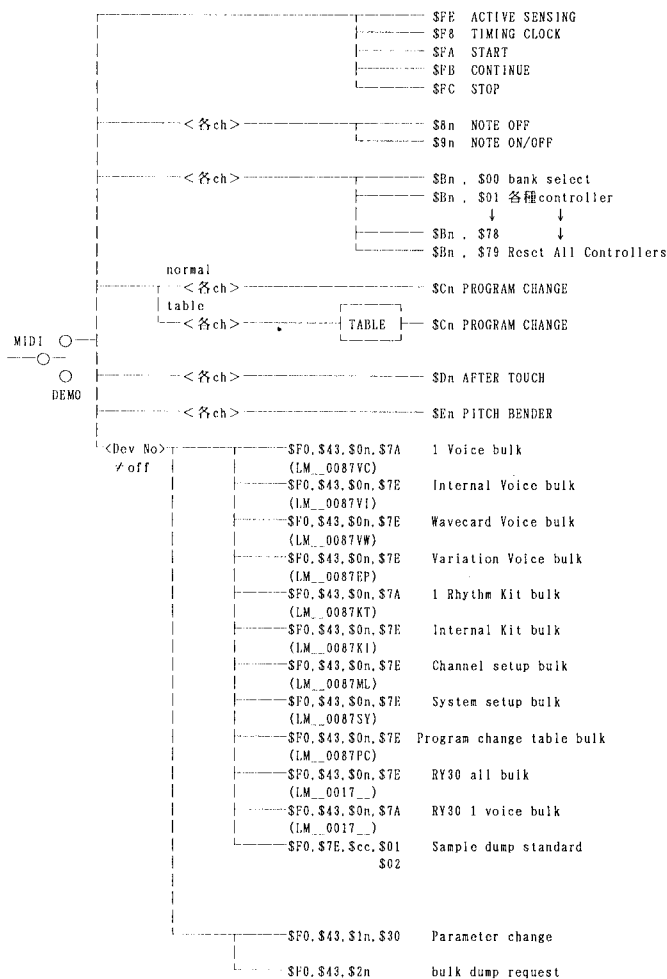 $FE ACTIVE SENSING
$F8 TIMING CLOCK
$FA START
$FB CONTINUE
$FC STOP
<各ch> $8n NOTE OFF
$9n NOTE ON/OFF
<各ch> $Bn , $00 bank select
$Bn , $01 各種controller
↓ ↓
$Bn , $78 ↓
$Bn , $79 Reset All Controllers
normal
<各ch> $Cn PROGRAM CHANGE
table
<各ch> TABLE $Cn PROGRAM CHANGE
MIDI
DEMO
<各ch> $Dn AFTER TOUCH
<各ch> $En PITCH BENDER
<Dev No> $F0,$43,$0n,$7A 1 Voice bulk
≠off (LM__0087VC)
$F0,$43,$0n,$7E Internal Voice bulk
(LM__0087VI)
$F0,$43,$0n,$7E Wavecard Voice bulk
(LM__0087VW)
$F0,$43,$0n,$7E Variation Voice bulk
(LM__0087EP)
$F0,$43,$0n,$7A 1 Rhythm Kit bulk
(LM__0087KT)
$F0,$43,$0n,$7E Internal Kit bulk
(LM__0087KI)
$F0,$43,$0n,$7E Channel setup bulk
(LM__0087ML)
$F0,$43,$0n,$7E System setup bulk
(LM__0087SY)
$F0,$43,$0n,$7E Program change table bulk
(LM__0087PC)
$F0,$43,$0n,$7E RY30 all bulk
(LM__0017__)
$F0,$43,$0n,$7A RY30 1 voice bulk
(LM__0017__)
$F0,$7E,$cc,$01 Sample dump standard
$02
$F0,$43,$1n,$30 Parameter change
$F0,$43,$2n bulk dump request